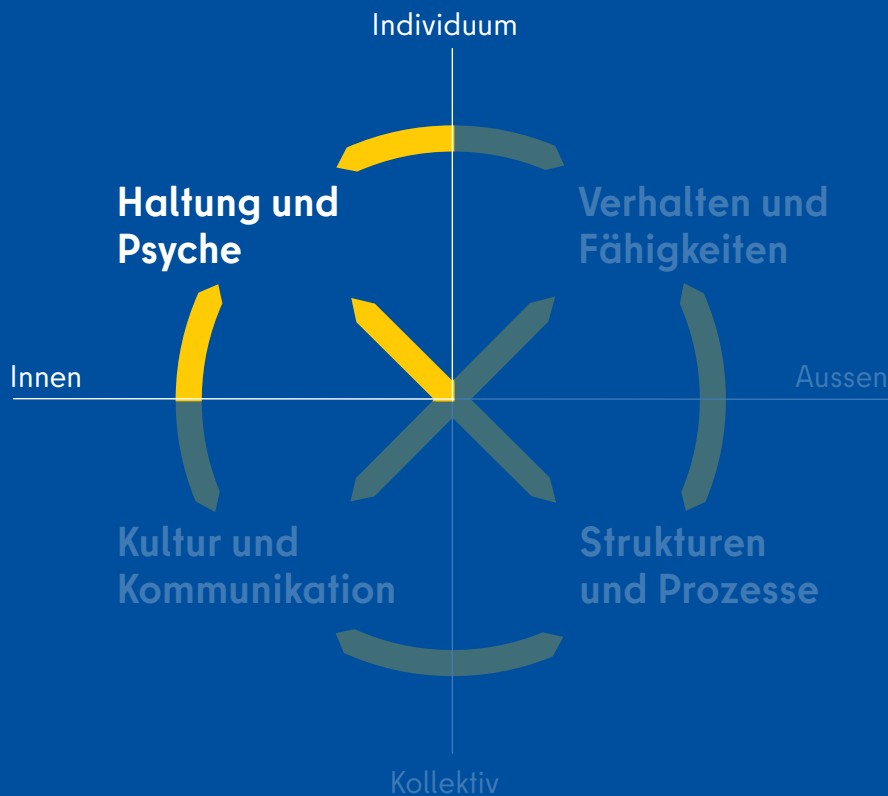 Individuum
Haltung und
Psyche
Verhalten und
Fähigkeiten
Innen
Aussen
Kultur und
Kommunikation
Strukturen
und Prozesse
Kollektiv